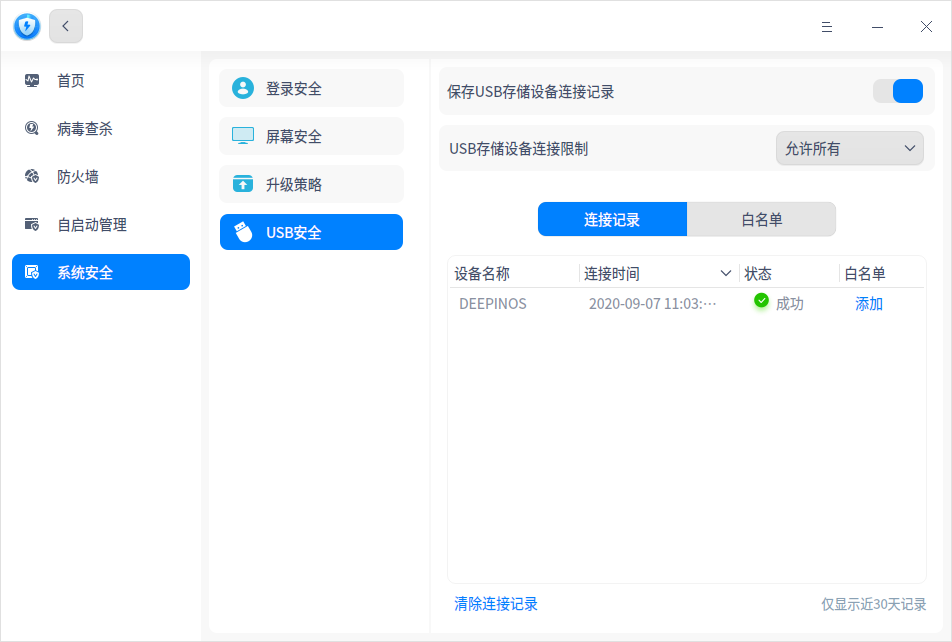 首页
病毒查杀
防火墙
自启动管理
系统安全
登录安全
屏幕安全
升级策略
USB安全
保存USB存储设备连接记录
USB存储设备连接限制
允许所有
连接记录
白名单
设备名称 连接时间 状态 白名单
DEEPINOS 2020-09-07 11:03:··· 成功 添加
清除连接记录
仅显示近30天记录